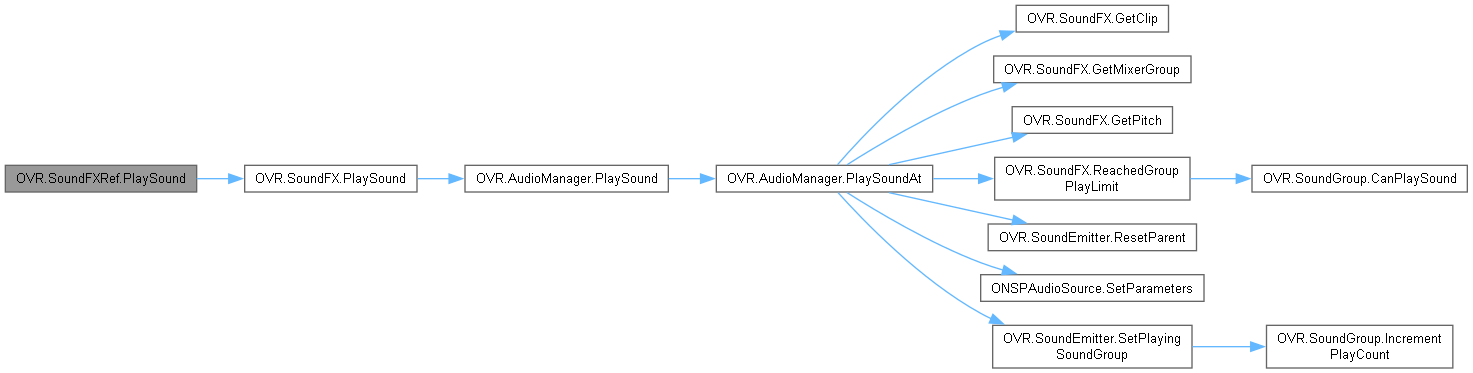 OVR.SoundFXRef.PlaySound
OVR.SoundFX.PlaySound
OVR.AudioManager.PlaySound
OVR.AudioManager.PlaySoundAt
OVR.SoundFX.GetClip
OVR.SoundFX.GetMixerGroup
OVR.SoundFX.GetPitch
OVR.SoundFX.ReachedGroup
PlayLimit
OVR.SoundGroup.CanPlaySound
OVR.SoundEmitter.ResetParent
ONSPAudioSource.SetParameters
OVR.SoundEmitter.SetPlaying
SoundGroup
OVR.SoundGroup.Increment
PlayCount